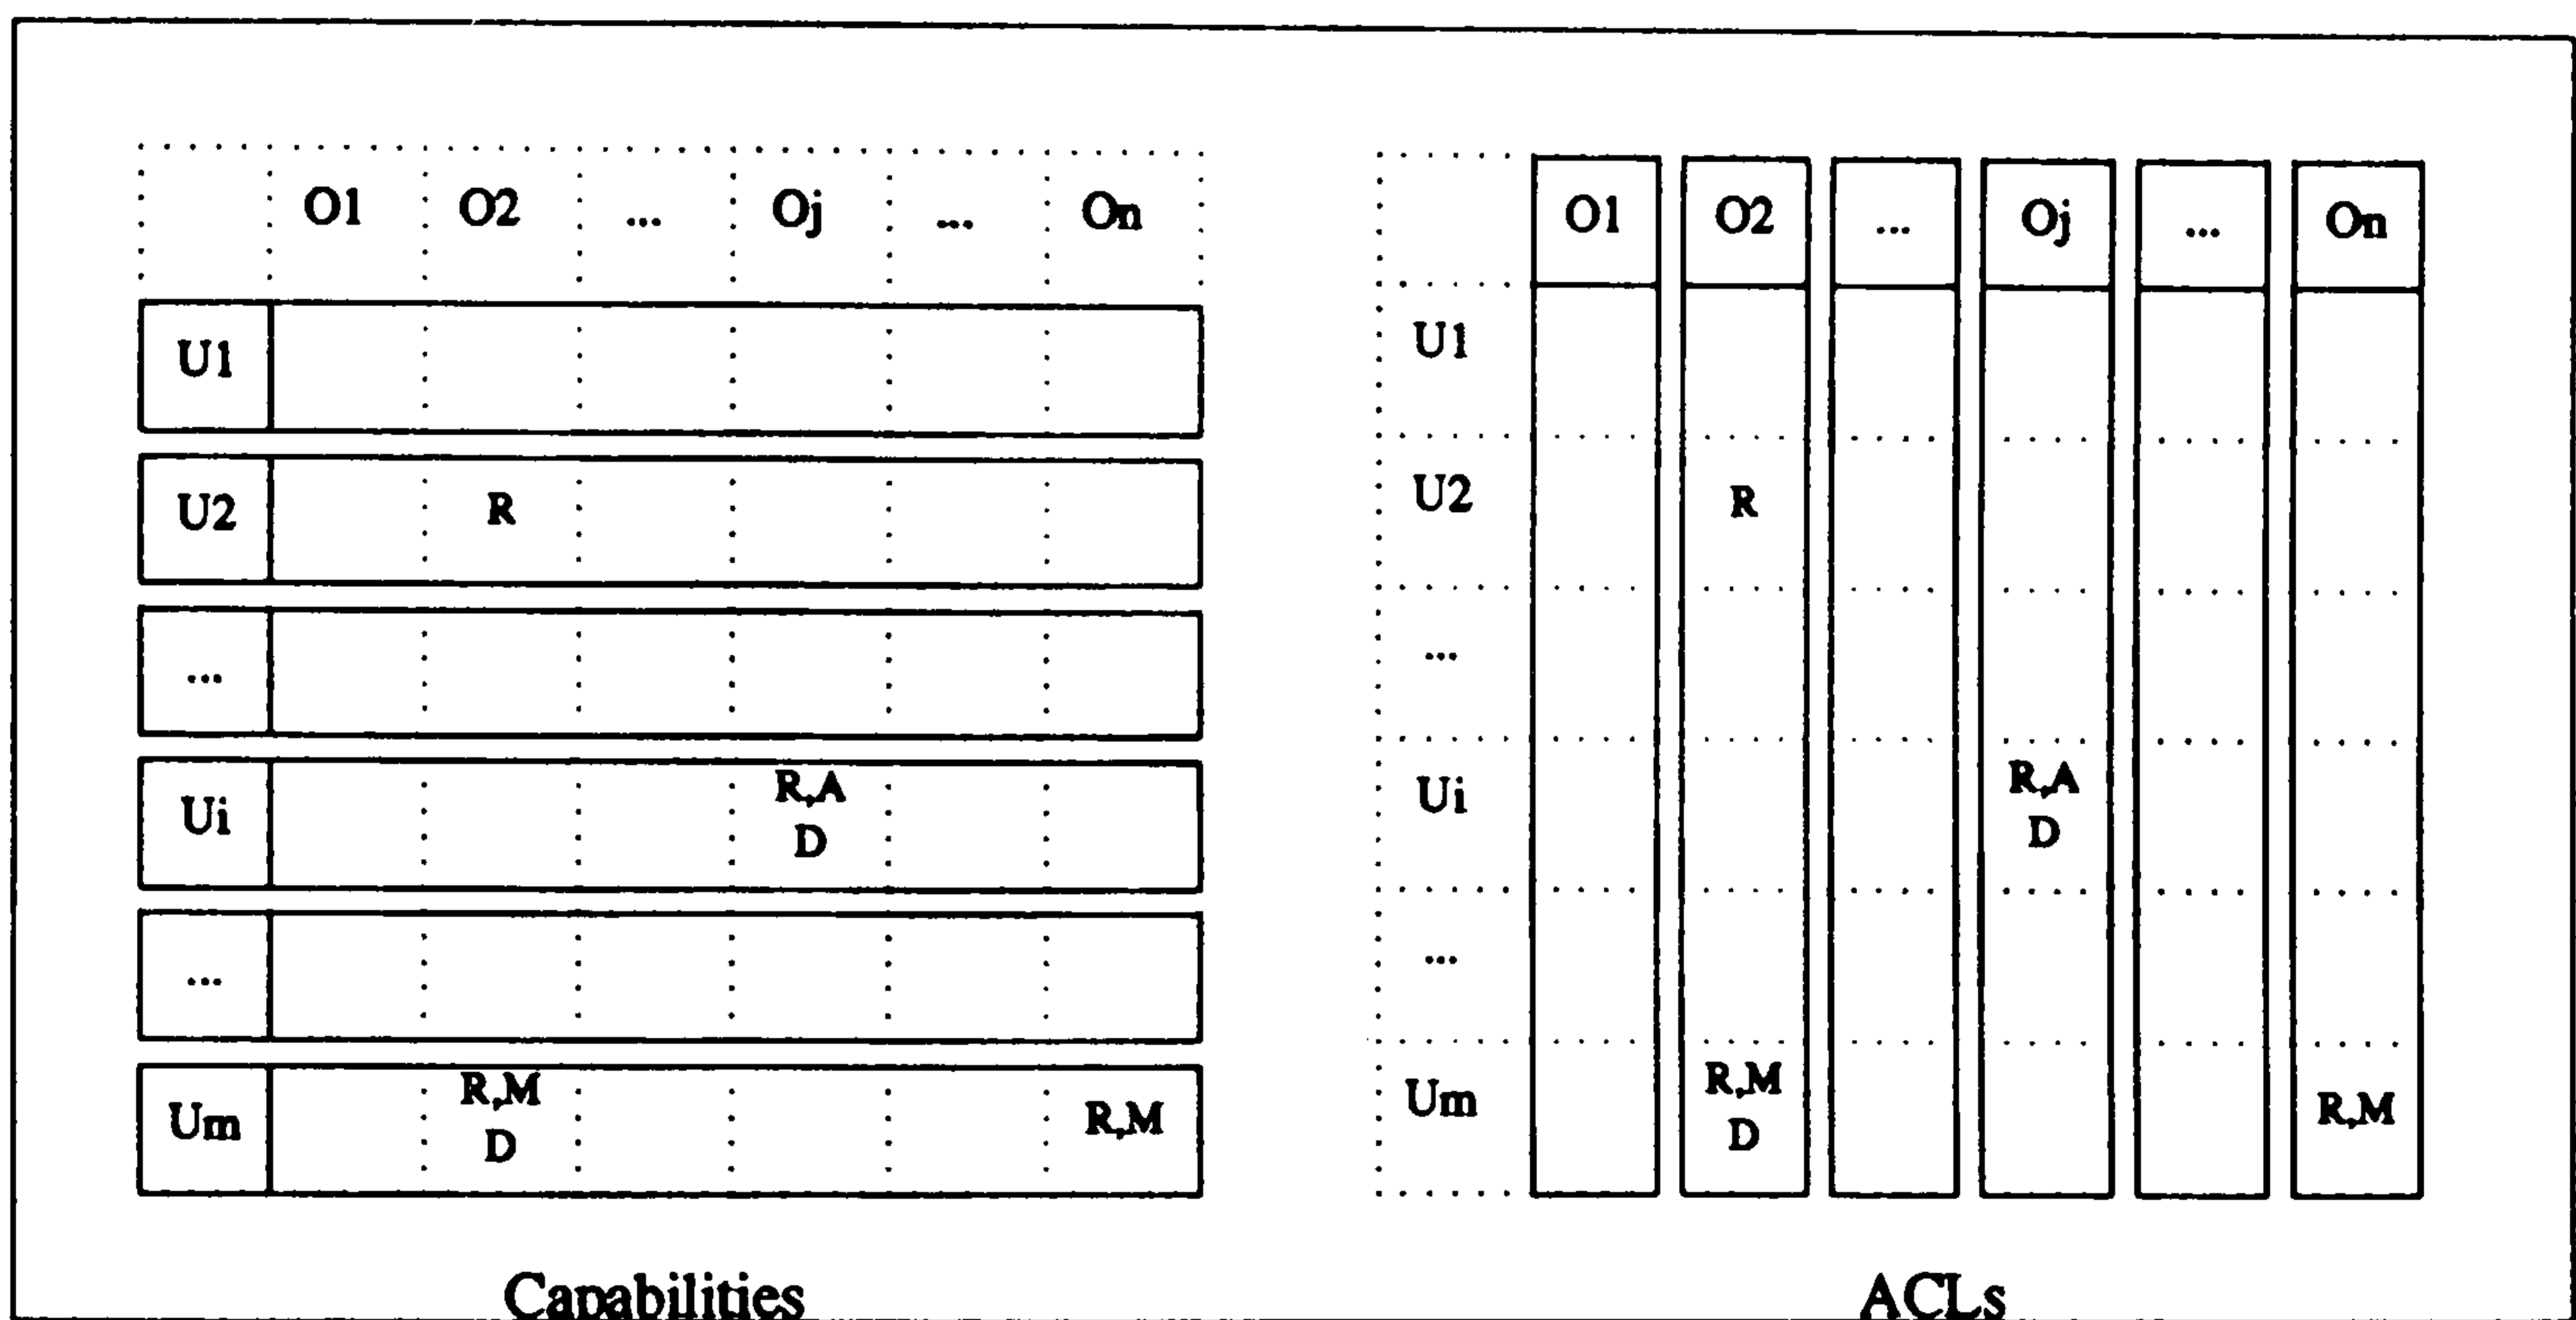 O1 O2 ... Oj ... On
U1
U2 R
...
Ui R,A
D
...
Um R,M
D R,M
Capabilities
O1 O2 ... Oj ... On
U1
U2 R
...
Ui R,A
D
...
Um R,M
D R,M
ACLs